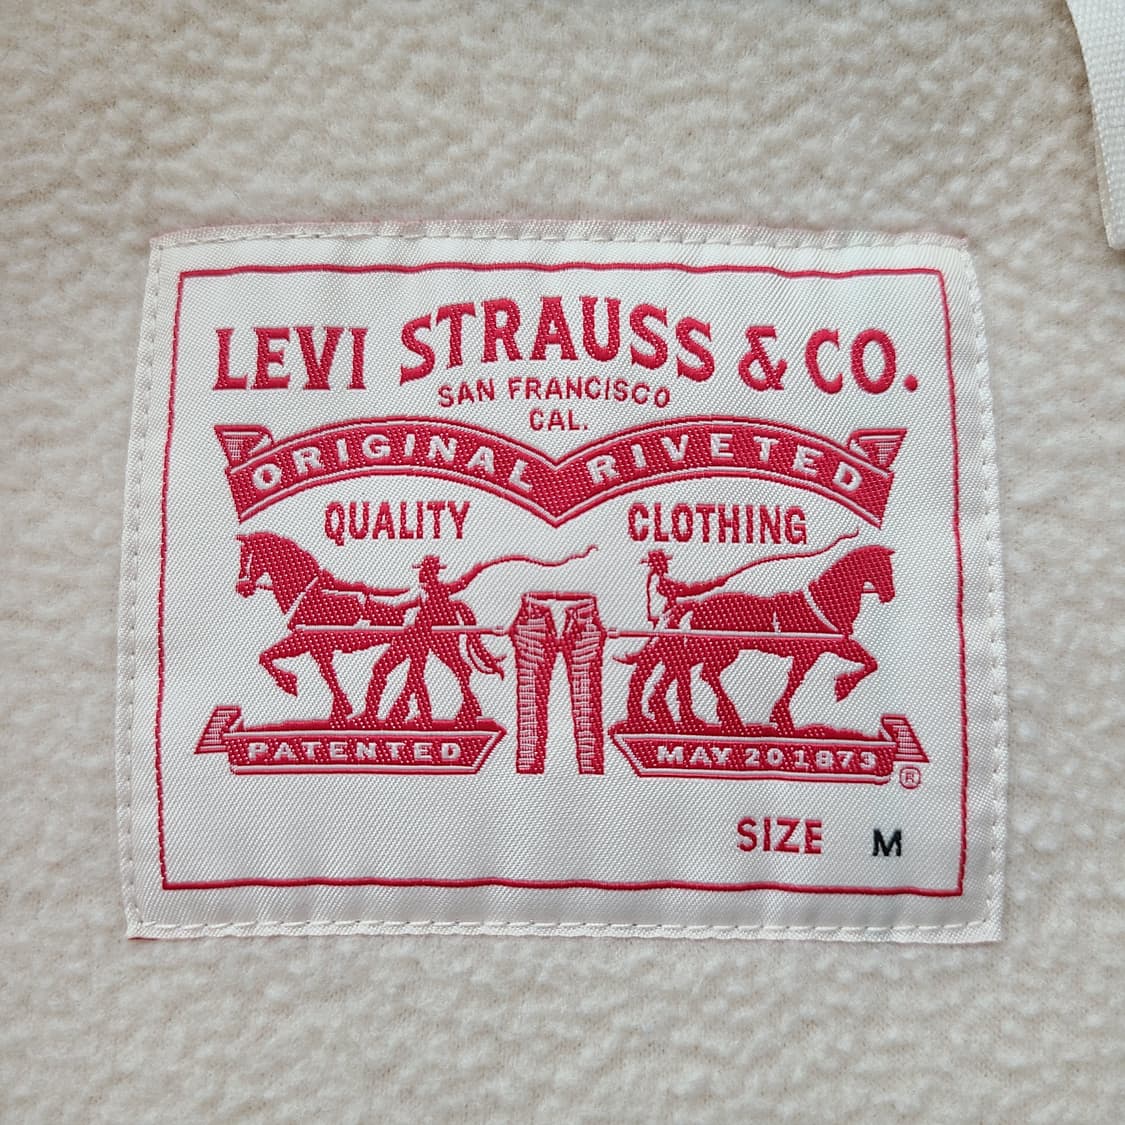 LEVI STRAUSS & CO.
SAN FRANCISCO
CAL.
ORIGINAL RIVETED
QUALITY CLOTHING
PATENTED MAY 20 1873
®
SIZE M